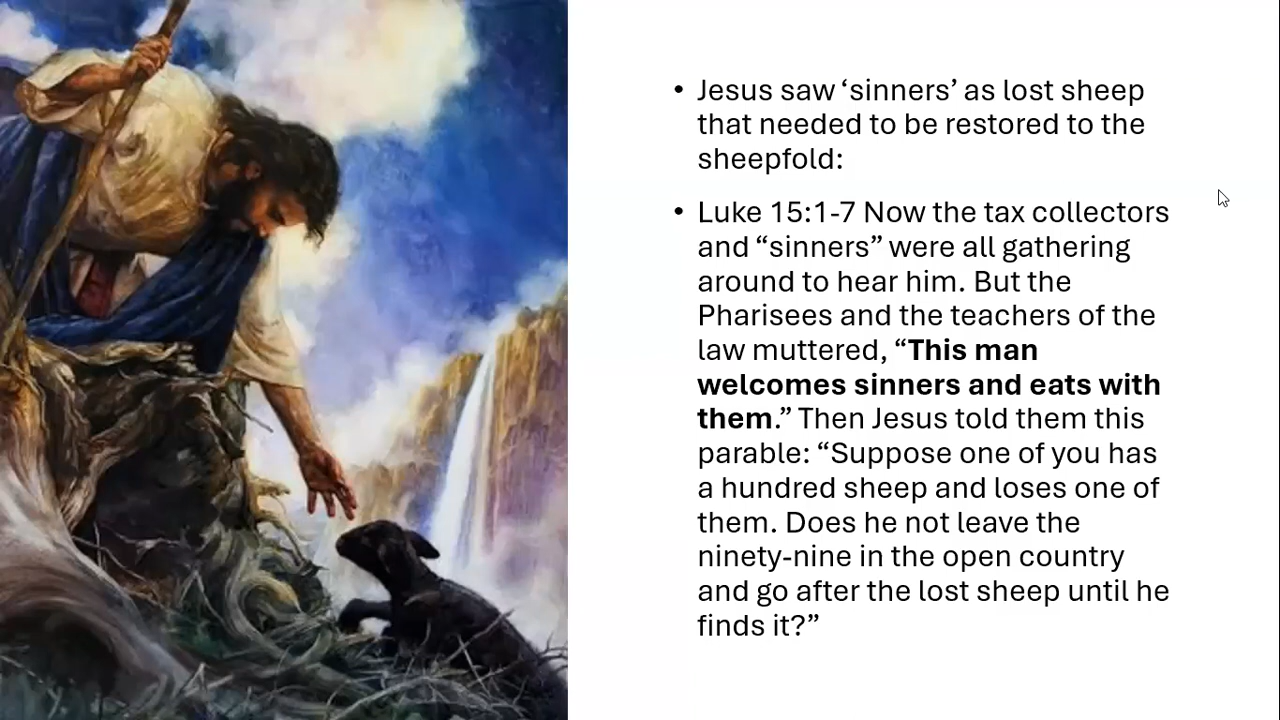 • Jesus saw ‘sinners’ as lost sheep
that needed to be restored to the
sheepfold:
• Luke 15:1-7 Now the tax collectors
and “sinners” were all gathering
around to hear him. But the
Pharisees and the teachers of the
law muttered, “This man
welcomes sinners and eats with
them.” Then Jesus told them this
parable: “Suppose one of you has
a hundred sheep and loses one of
them. Does he not leave the
ninety-nine in the open country
and go after the lost sheep until he
finds it?”